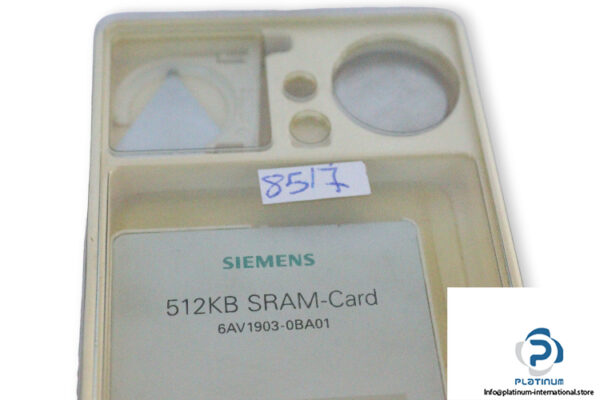 8517
SIEMENS
512KB SRAM-Card
6AV1903-0BA01
PLATINUM
Info@platinum-international.store